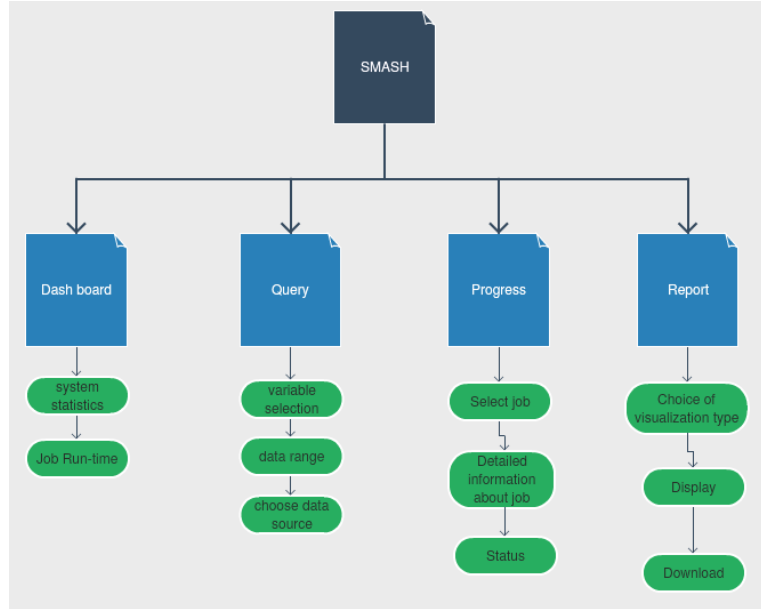 SMASH
Dash board
Query
Progress
Report
system
statistics
Job Run-time
variable
selection
data range
choose data
source
Select job
Detailed
information
about job
Status
Choice of
visualization type
Display
Download